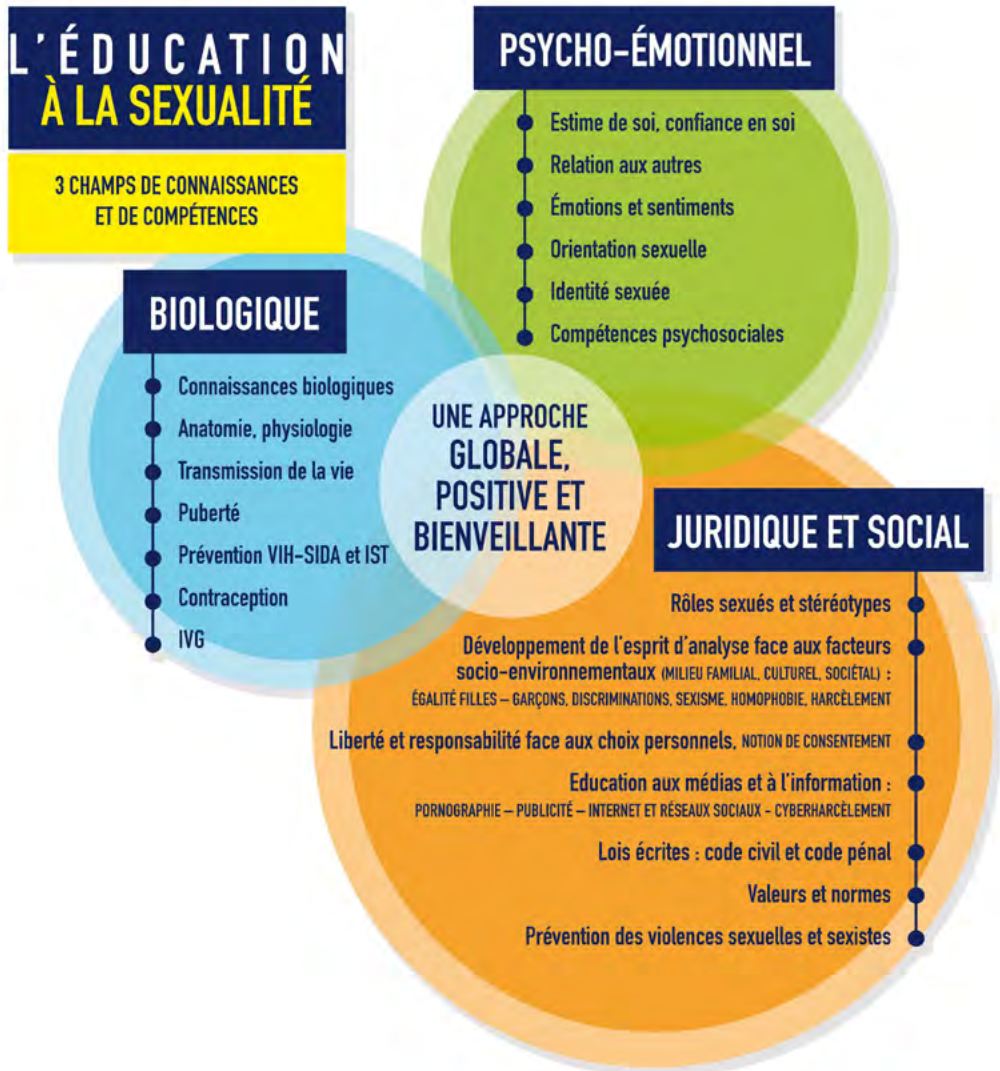 L'ÉDUCATION
À LA SEXUALITÉ
3 CHAMPS DE CONNAISSANCES
ET DE COMPÉTENCES
PSYCHO-ÉMOTIONNEL
Estime de soi, confiance en soi
Relation aux autres
Émotions et sentiments
Orientation sexuelle
Identité sexuée
Compétences psychosociales
BIOLOGIQUE
Connaissances biologiques
Anatomie, physiologie
Transmission de la vie
Puberté
Prévention VIH-SIDA et IST
Contraception
IVG
UNE APPROCHE
GLOBALE,
POSITIVE ET
BIENVEILLANTE
JURIDIQUE ET SOCIAL
Rôles sexués et stéréotypes
Développement de l'esprit d'analyse face aux facteurs
socio-environnementaux (MILIEU FAMILIAL, CULTUREL, SOCIÉTAL) :
ÉGALITÉ FILLES – GARÇONS, DISCRIMINATIONS, SEXISME, HOMOPHOBIE, HARCÈLEMENT
Liberté et responsabilité face aux choix personnels, NOTION DE CONSENTEMENT
Education aux médias et à l'information :
PORNOGRAPHIE – PUBLICITÉ – INTERNET ET RÉSEAUX SOCIAUX - CYBERHARCÈLEMENT
Lois écrites : code civil et code pénal
Valeurs et normes
Prévention des violences sexuelles et sexistes